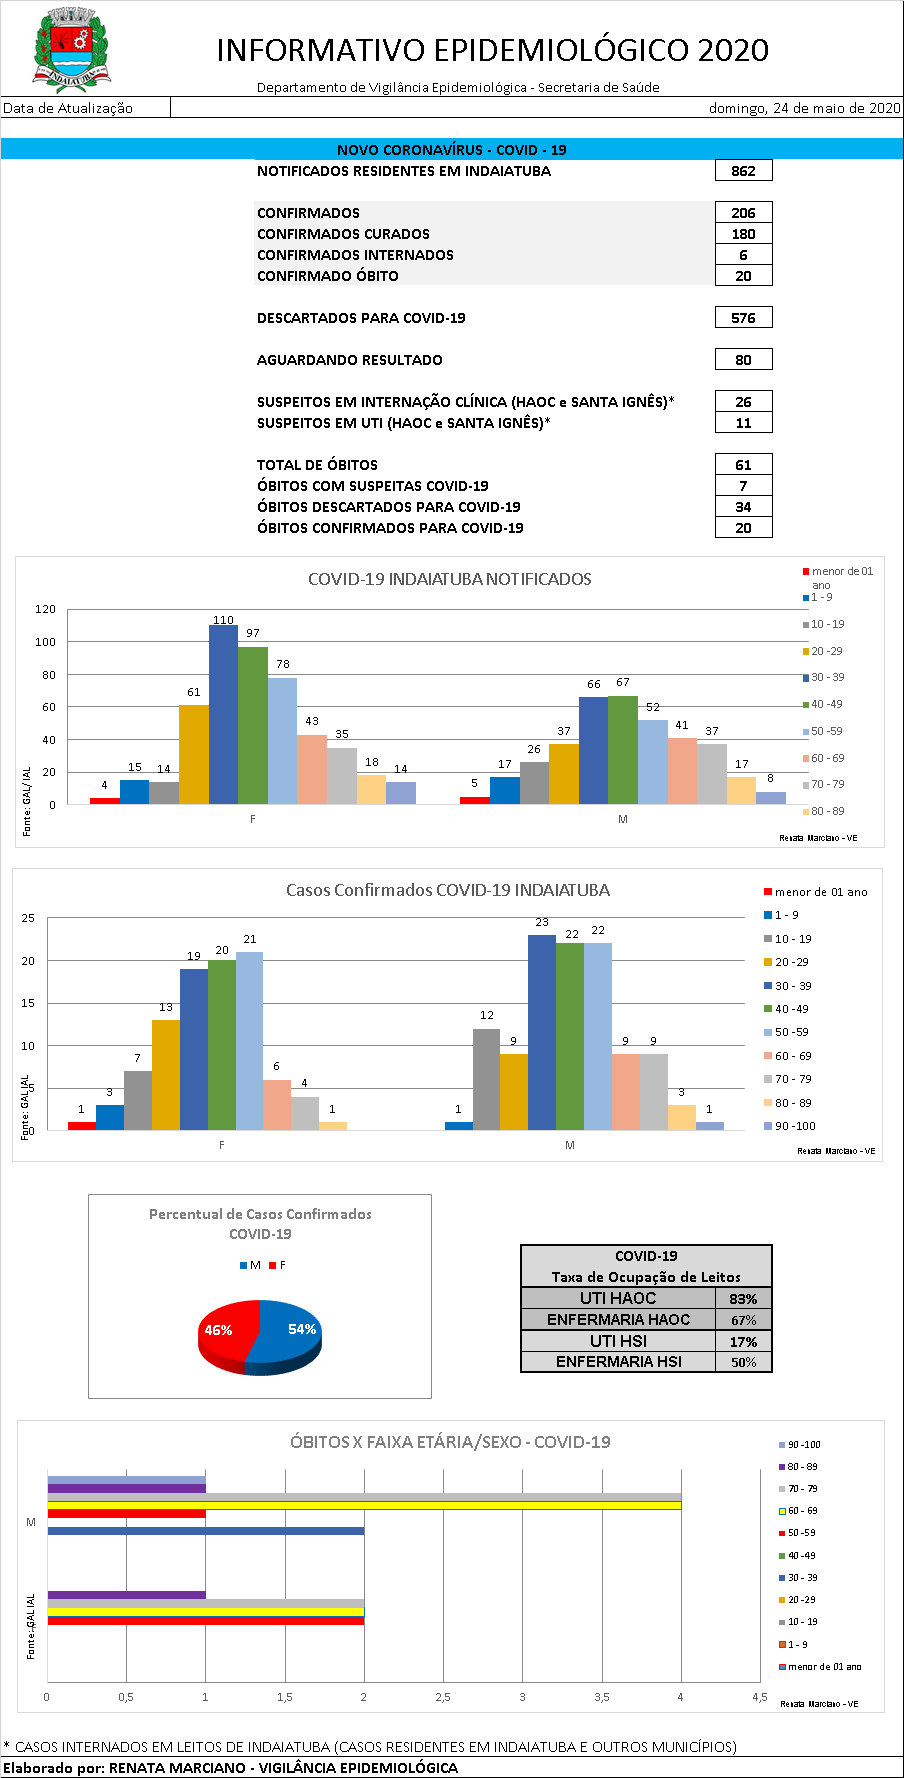 INDAIATUBA
INFORMATIVO EPIDEMIOLÓGICO 2020
Departamento de Vigilância Epidemiológica - Secretaria de Saúde
Data de Atualização domingo, 24 de maio de 2020
NOVO CORONAVÍRUS - COVID - 19
NOTIFICADOS RESIDENTES EM INDAIATUBA 862
CONFIRMADOS 206
CONFIRMADOS CURADOS 180
CONFIRMADOS INTERNADOS 6
CONFIRMADO ÓBITO 20
DESCARTADOS PARA COVID-19 576
AGUARDANDO RESULTADO 80
SUSPEITOS EM INTERNAÇÃO CLÍNICA (HAOC e SANTA IGNÊS)* 26
SUSPEITOS EM UTI (HAOC e SANTA IGNÊS)* 11
TOTAL DE ÓBITOS 61
ÓBITOS COM SUSPEITAS COVID-19 7
ÓBITOS DESCARTADOS PARA COVID-19 34
ÓBITOS CONFIRMADOS PARA COVID-19 20
COVID-19 INDAIATUBA NOTIFICADOS
120
100
80
60
40
20
0
4 15 14 61 110 97 78 43 35 18 14
5 17 26 37 66 67 52 41 37 17 8
F M
Fonte: GAL/ IAL
menor de 01 ano
1 - 9
10 - 19
20 -29
30 - 39
40 -49
50 -59
60 - 69
70 - 79
80 - 89
Renata Marciano - VE
Casos Confirmados COVID-19 INDAIATUBA
25
20
15
10
5
0
1 3 7 13 19 20 21 6 4 1
1 12 9 23 22 22 9 9 3 1
F M
Fonte: GAL IAL
menor de 01 ano
1 - 9
10 - 19
20 -29
30 - 39
40 -49
50 -59
60 - 69
70 - 79
80 - 89
90 -100
Renata Marciano - VE
Percentual de Casos Confirmados
COVID-19
M F
46% 54%
COVID-19
Taxa de Ocupação de Leitos
UTI HAOC 83%
ENFERMARIA HAOC 67%
UTI HSI 17%
ENFERMARIA HSI 50%
ÓBITOS X FAIXA ETÁRIA/SEXO - COVID-19
M
Fonte: GAL IAL
0 0,5 1 1,5 2 2,5 3 3,5 4 4,5
90 -100
80 - 89
70 - 79
60 - 69
50 -59
40 -49
30 - 39
20 -29
10 - 19
1 - 9
menor de 01 ano
Renata Marciano - VE
* CASOS INTERNADOS EM LEITOS DE INDAIATUBA (CASOS RESIDENTES EM INDAIATUBA E OUTROS MUNICÍPIOS)
Elaborado por: RENATA MARCIANO - VIGILÂNCIA EPIDEMIOLÓGICA